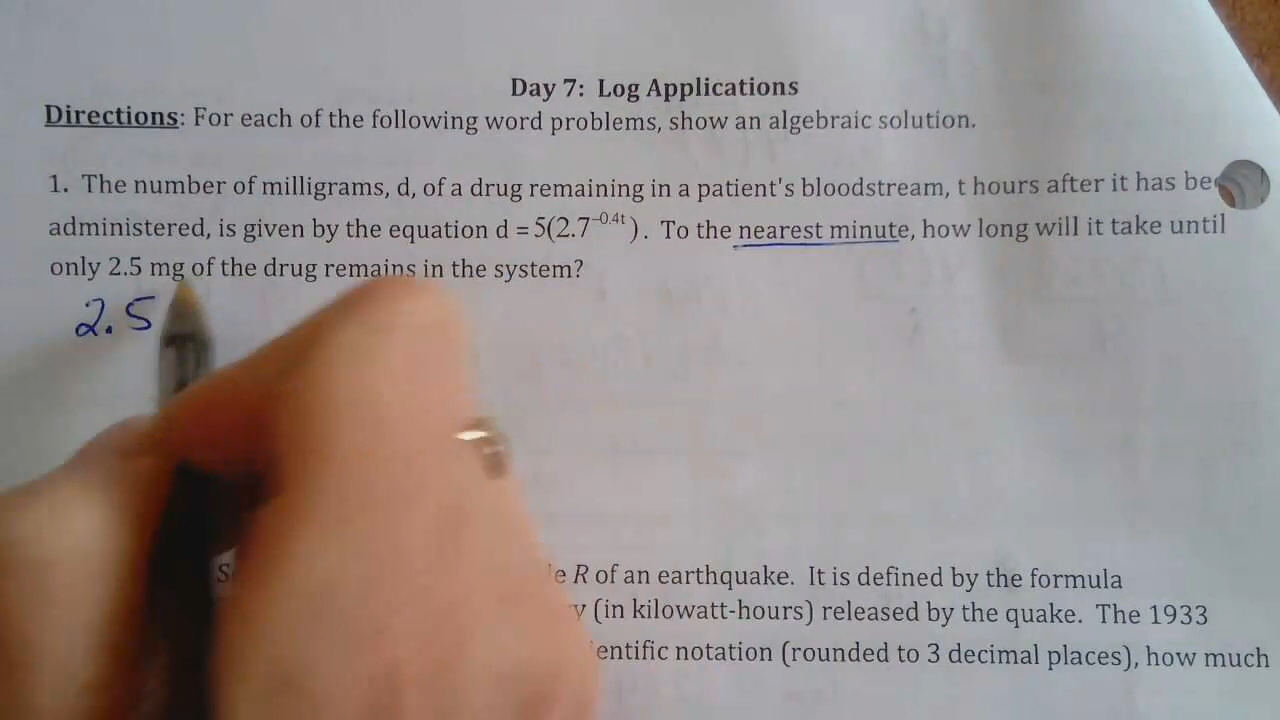 Day 7: Log Applications
Directions: For each of the following word problems, show an algebraic solution.
1. The number of milligrams, d, of a drug remaining in a patient's bloodstream, t hours after it has be
administered, is given by the equation d = 5(2.7^{-0.4t}). To the nearest minute, how long will it take until
only 2.5 mg of the drug remains in the system?
2.5
R of an earthquake. It is defined by the formula
(in kilowatt-hours) released by the quake. The 1933
notation (rounded to 3 decimal places), how much